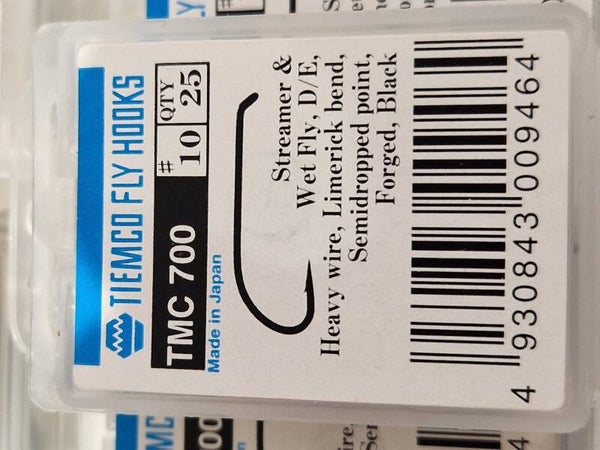 TIEMCO FLY HOOKS
TMC 700
# QTY
10 25
Made in Japan
Streamer &
Wet Fly, D/E,
Heavy wire, Limerick bend,
Semidropped point,
Forged, Black
4 930843 009464